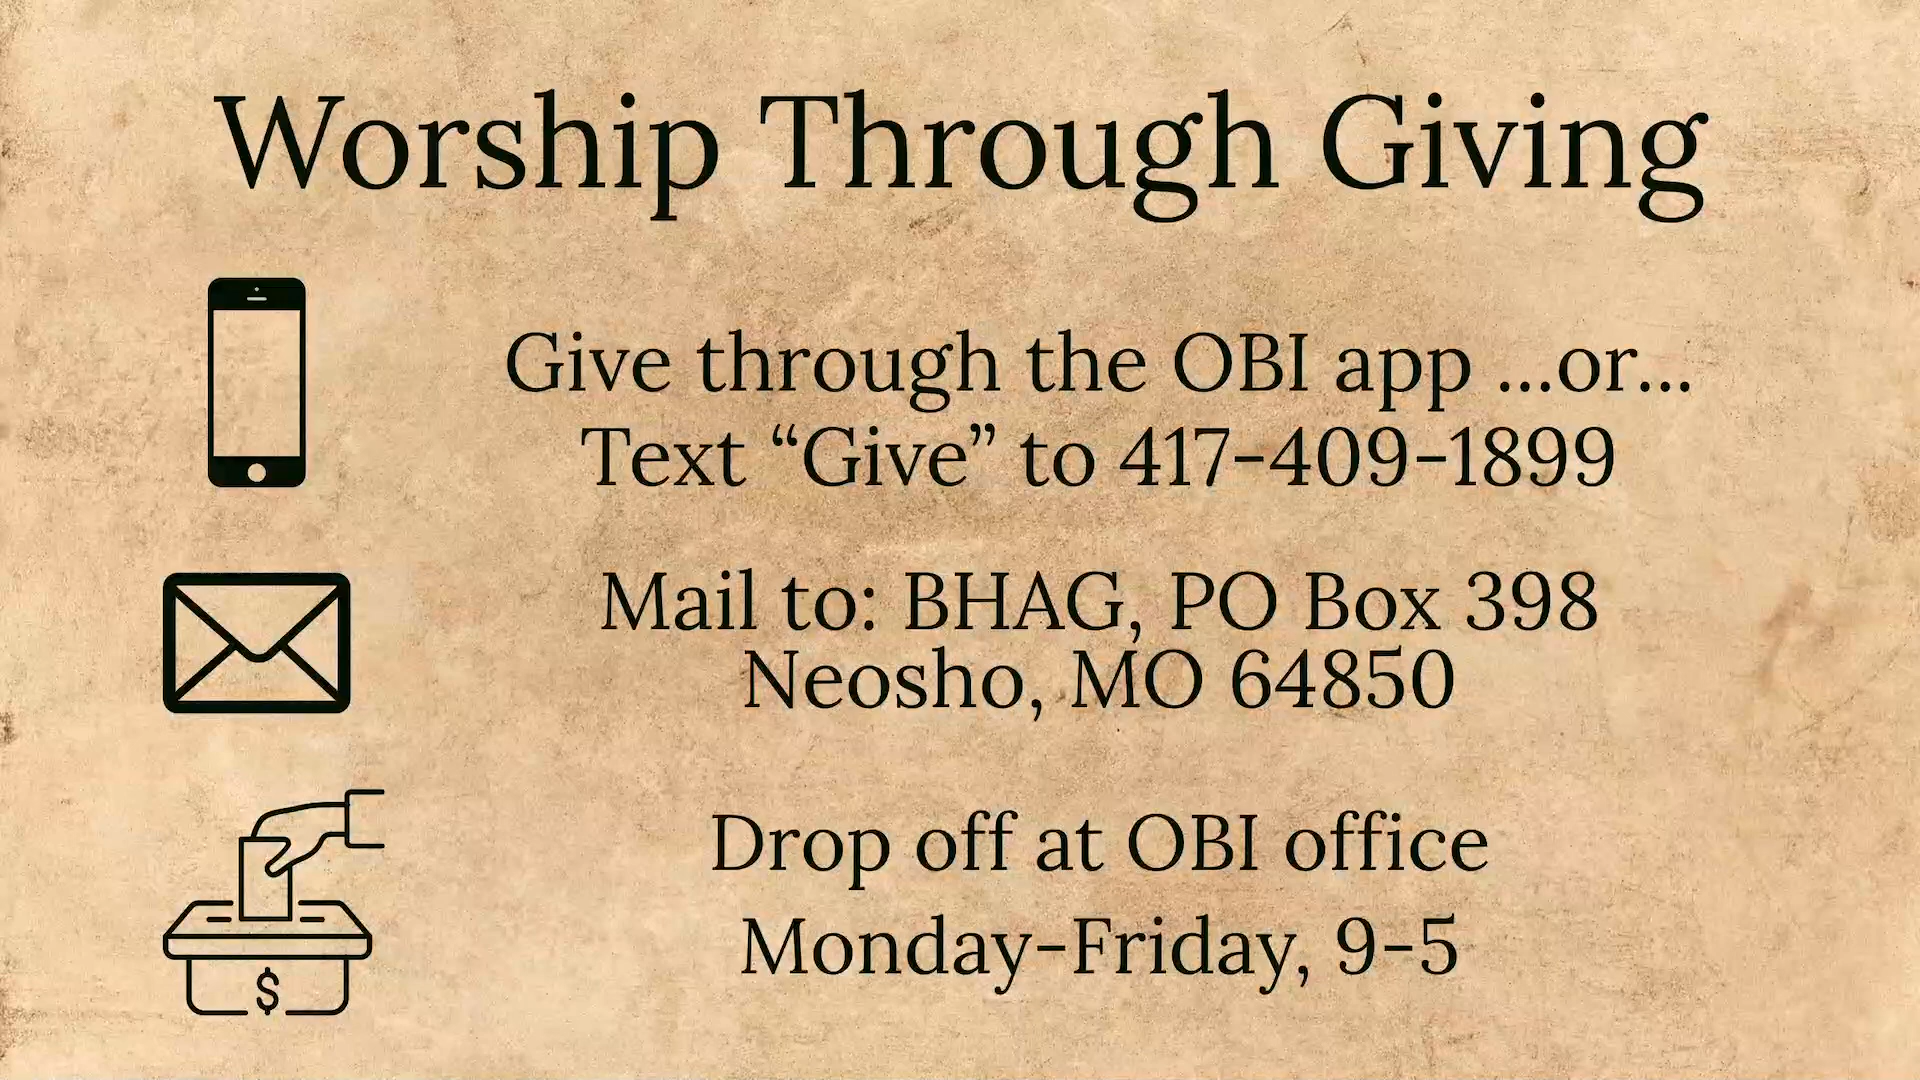 Worship Through Giving
Give through the OBI app ...or...
Text “Give” to 417-409-1899
Mail to: BHAG, PO Box 398
Neosho, MO 64850
Drop off at OBI office
Monday-Friday, 9-5
$